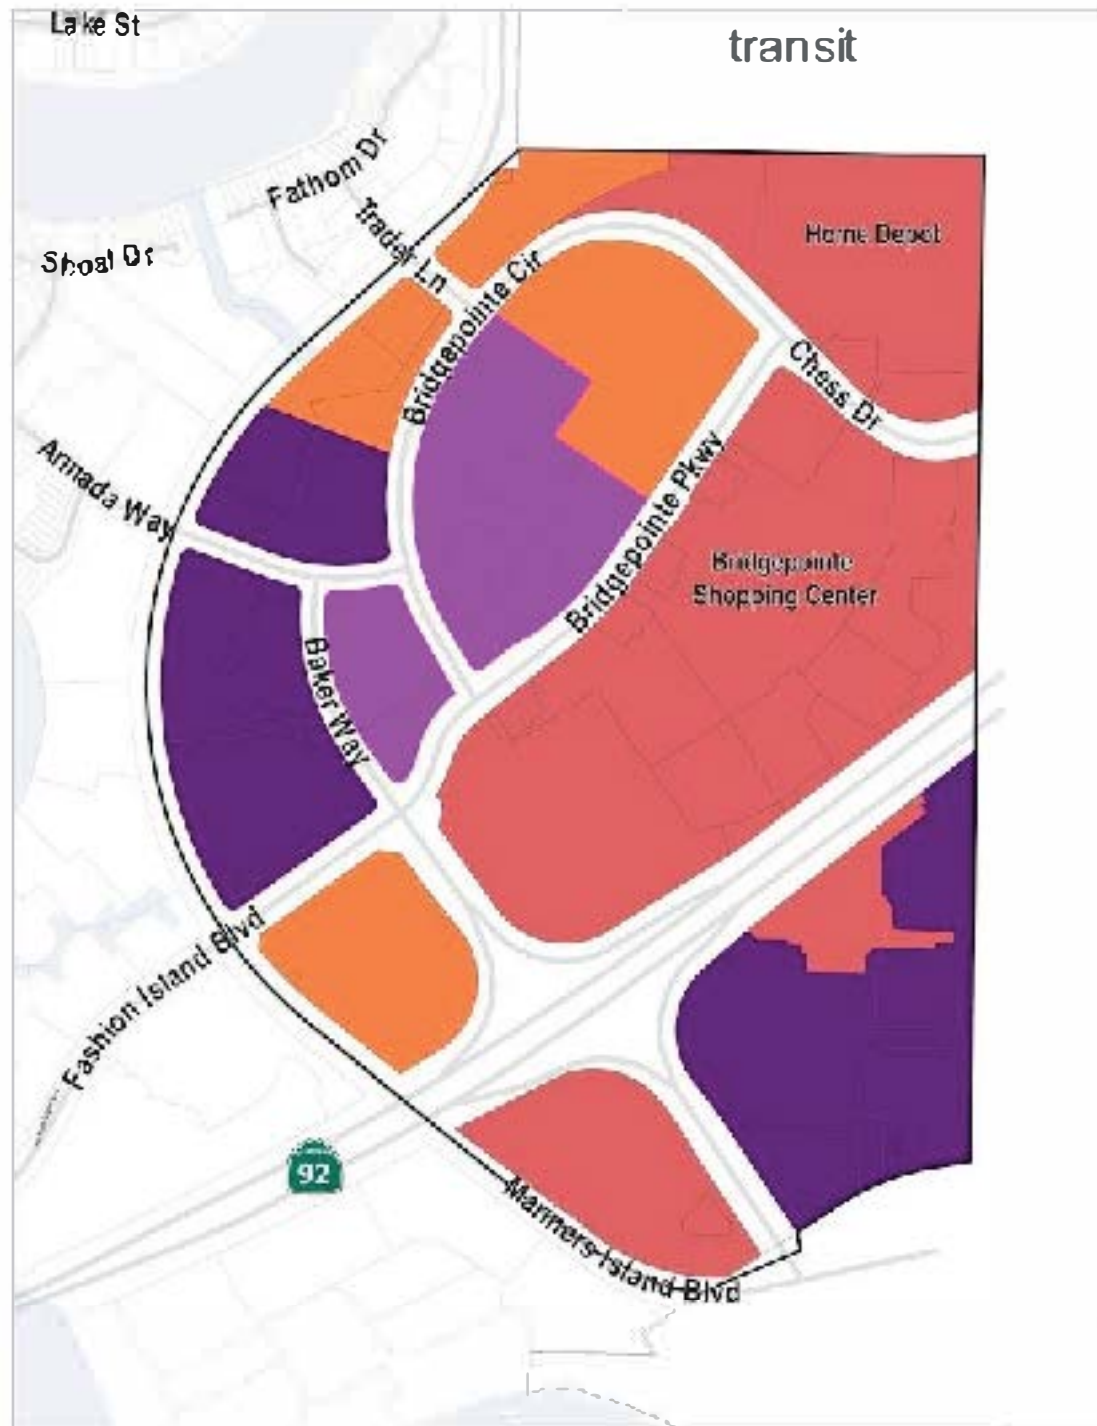 Lake St
transit
Fathom Dr
Trader Ln
Home Depot
Shoal Dr
Bridgepointe Cir
Chess Dr
Armada Way
Bridgepointe Pkwy
Bridgepointe
Shopping Center
Baker Way
Fashion Island Blvd
92
Mariners Island Blvd